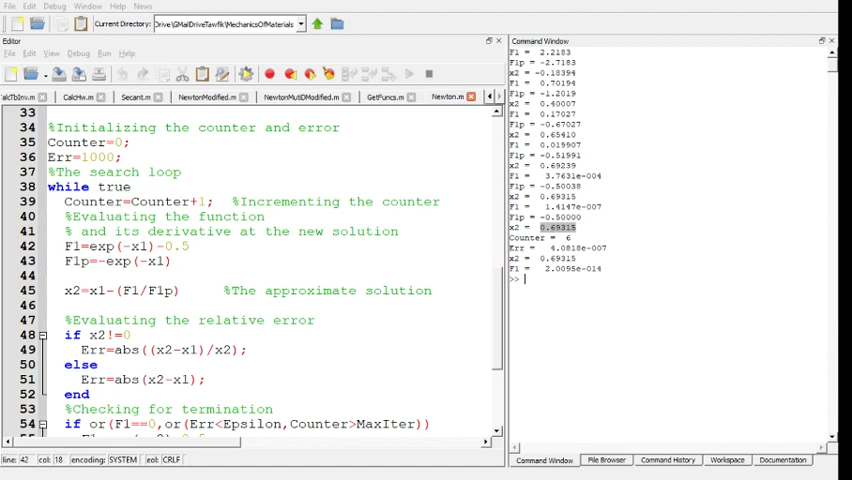 File Edit Debug Window Help News
Current Directory: Drive\GMailDriveTawfik\MechanicsOfMaterials
Editor
File Edit View Debug Run Help
CalcTbInv.m CalcHw.m Secant.m NewtonModified.m NewtonMutiDModified.m GetFuncs.m Newton.m
33
34 %Initializing the counter and error
35 Counter=0;
36 Err=1000;
37 %The search loop
38 while true
39 Counter=Counter+1; %Incrementing the counter
40 %Evaluating the function
41 % and its derivative at the new solution
42 F1=exp(-x1)-0.5
43 F1p=-exp(-x1)
44
45 x2=x1-(F1/F1p) %The approximate solution
46
47 %Evaluating the relative error
48 if x2!=0
49 Err=abs((x2-x1)/x2);
50 else
51 Err=abs(x2-x1);
52 end
53 %Checking for termination
54 if or(F1==0,or(Err<Epsilon,Counter>MaxIter))
line: 42 col: 18 encoding: SYSTEM eol: CRLF
Command Window
F1 = 2.2183
F1p = -2.7183
x2 = -0.18394
F1 = 0.70194
F1p = -1.2019
x2 = 0.40007
F1 = 0.17027
F1p = -0.67027
x2 = 0.65410
F1 = 0.019907
F1p = -0.51991
x2 = 0.69239
F1 = 3.7631e-004
F1p = -0.50038
x2 = 0.69315
F1 = 1.4147e-007
F1p = -0.50000
x2 = 0.69315
Counter = 6
Err = 4.0818e-007
x2 = 0.69315
F1 = 2.0095e-014
>>
Command Window File Browser Command History Workspace Documentation